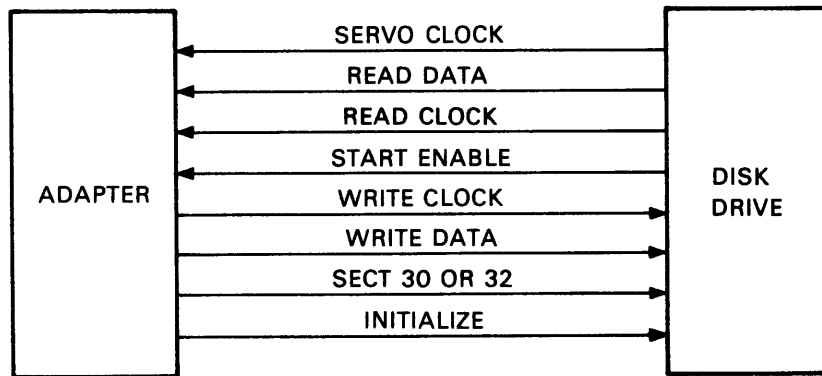 SERVO CLOCK
READ DATA
READ CLOCK
START ENABLE
ADAPTER
WRITE CLOCK
DISK
DRIVE
WRITE DATA
SECT 30 OR 32
INITIALIZE